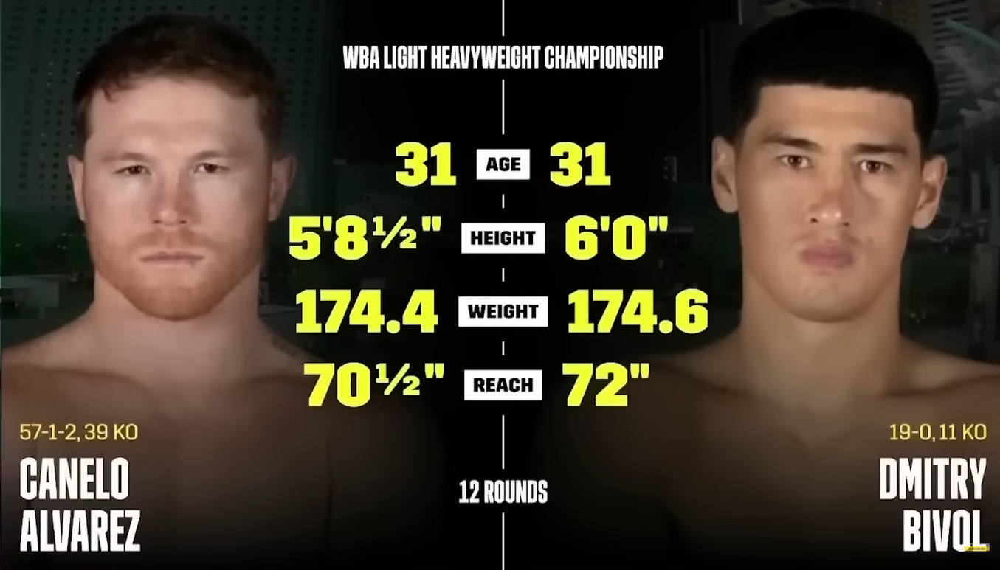 WBA LIGHT HEAVYWEIGHT CHAMPIONSHIP
31 AGE 31
5'8½" HEIGHT 6'0"
174.4 WEIGHT 174.6
70½" REACH 72"
57-1-2, 39 KO
19-0, 11 KO
CANELO
ALVAREZ
DMITRY
BIVOL
12 ROUNDS